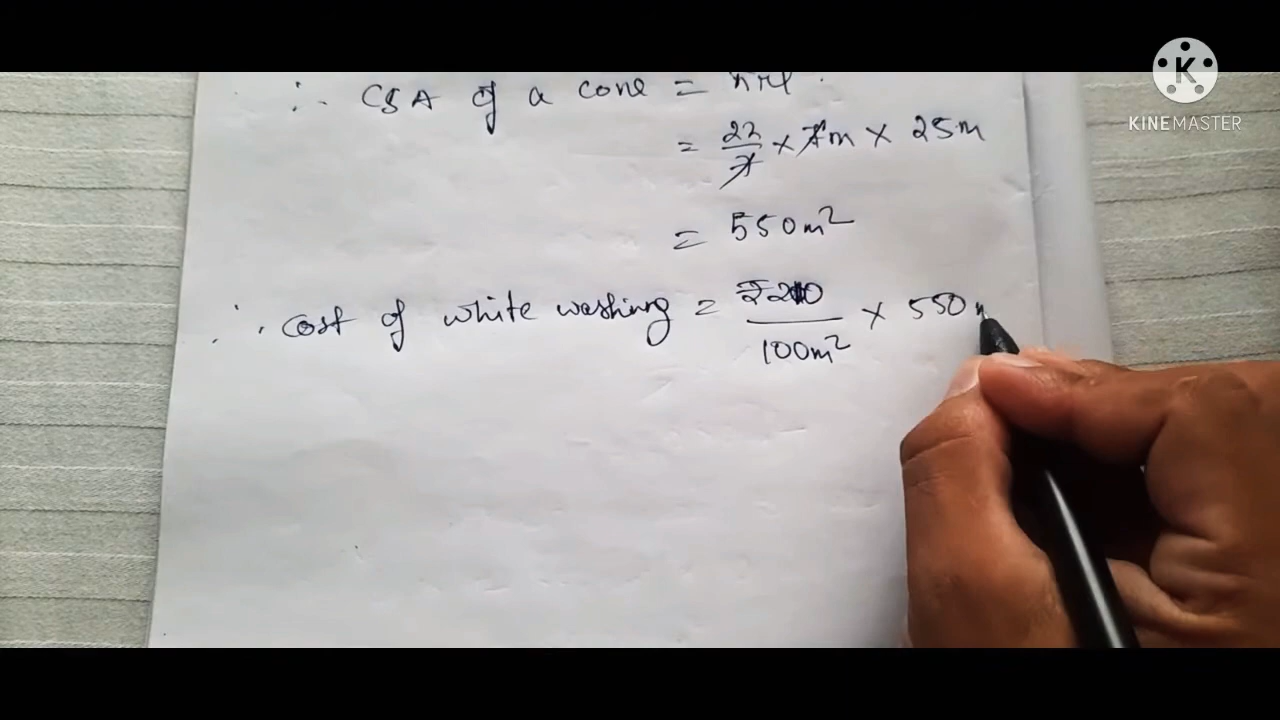 ∴ CSA of a cone = πrl.
= 22/7 × 7m × 25m
= 550m²
∴ cost of white washing = ₹210/100m² × 550m
KINEMASTER